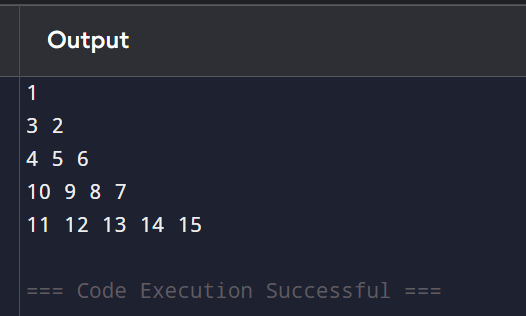 Output
1
3 2
4 5 6
10 9 8 7
11 12 13 14 15
=== Code Execution Successful ===